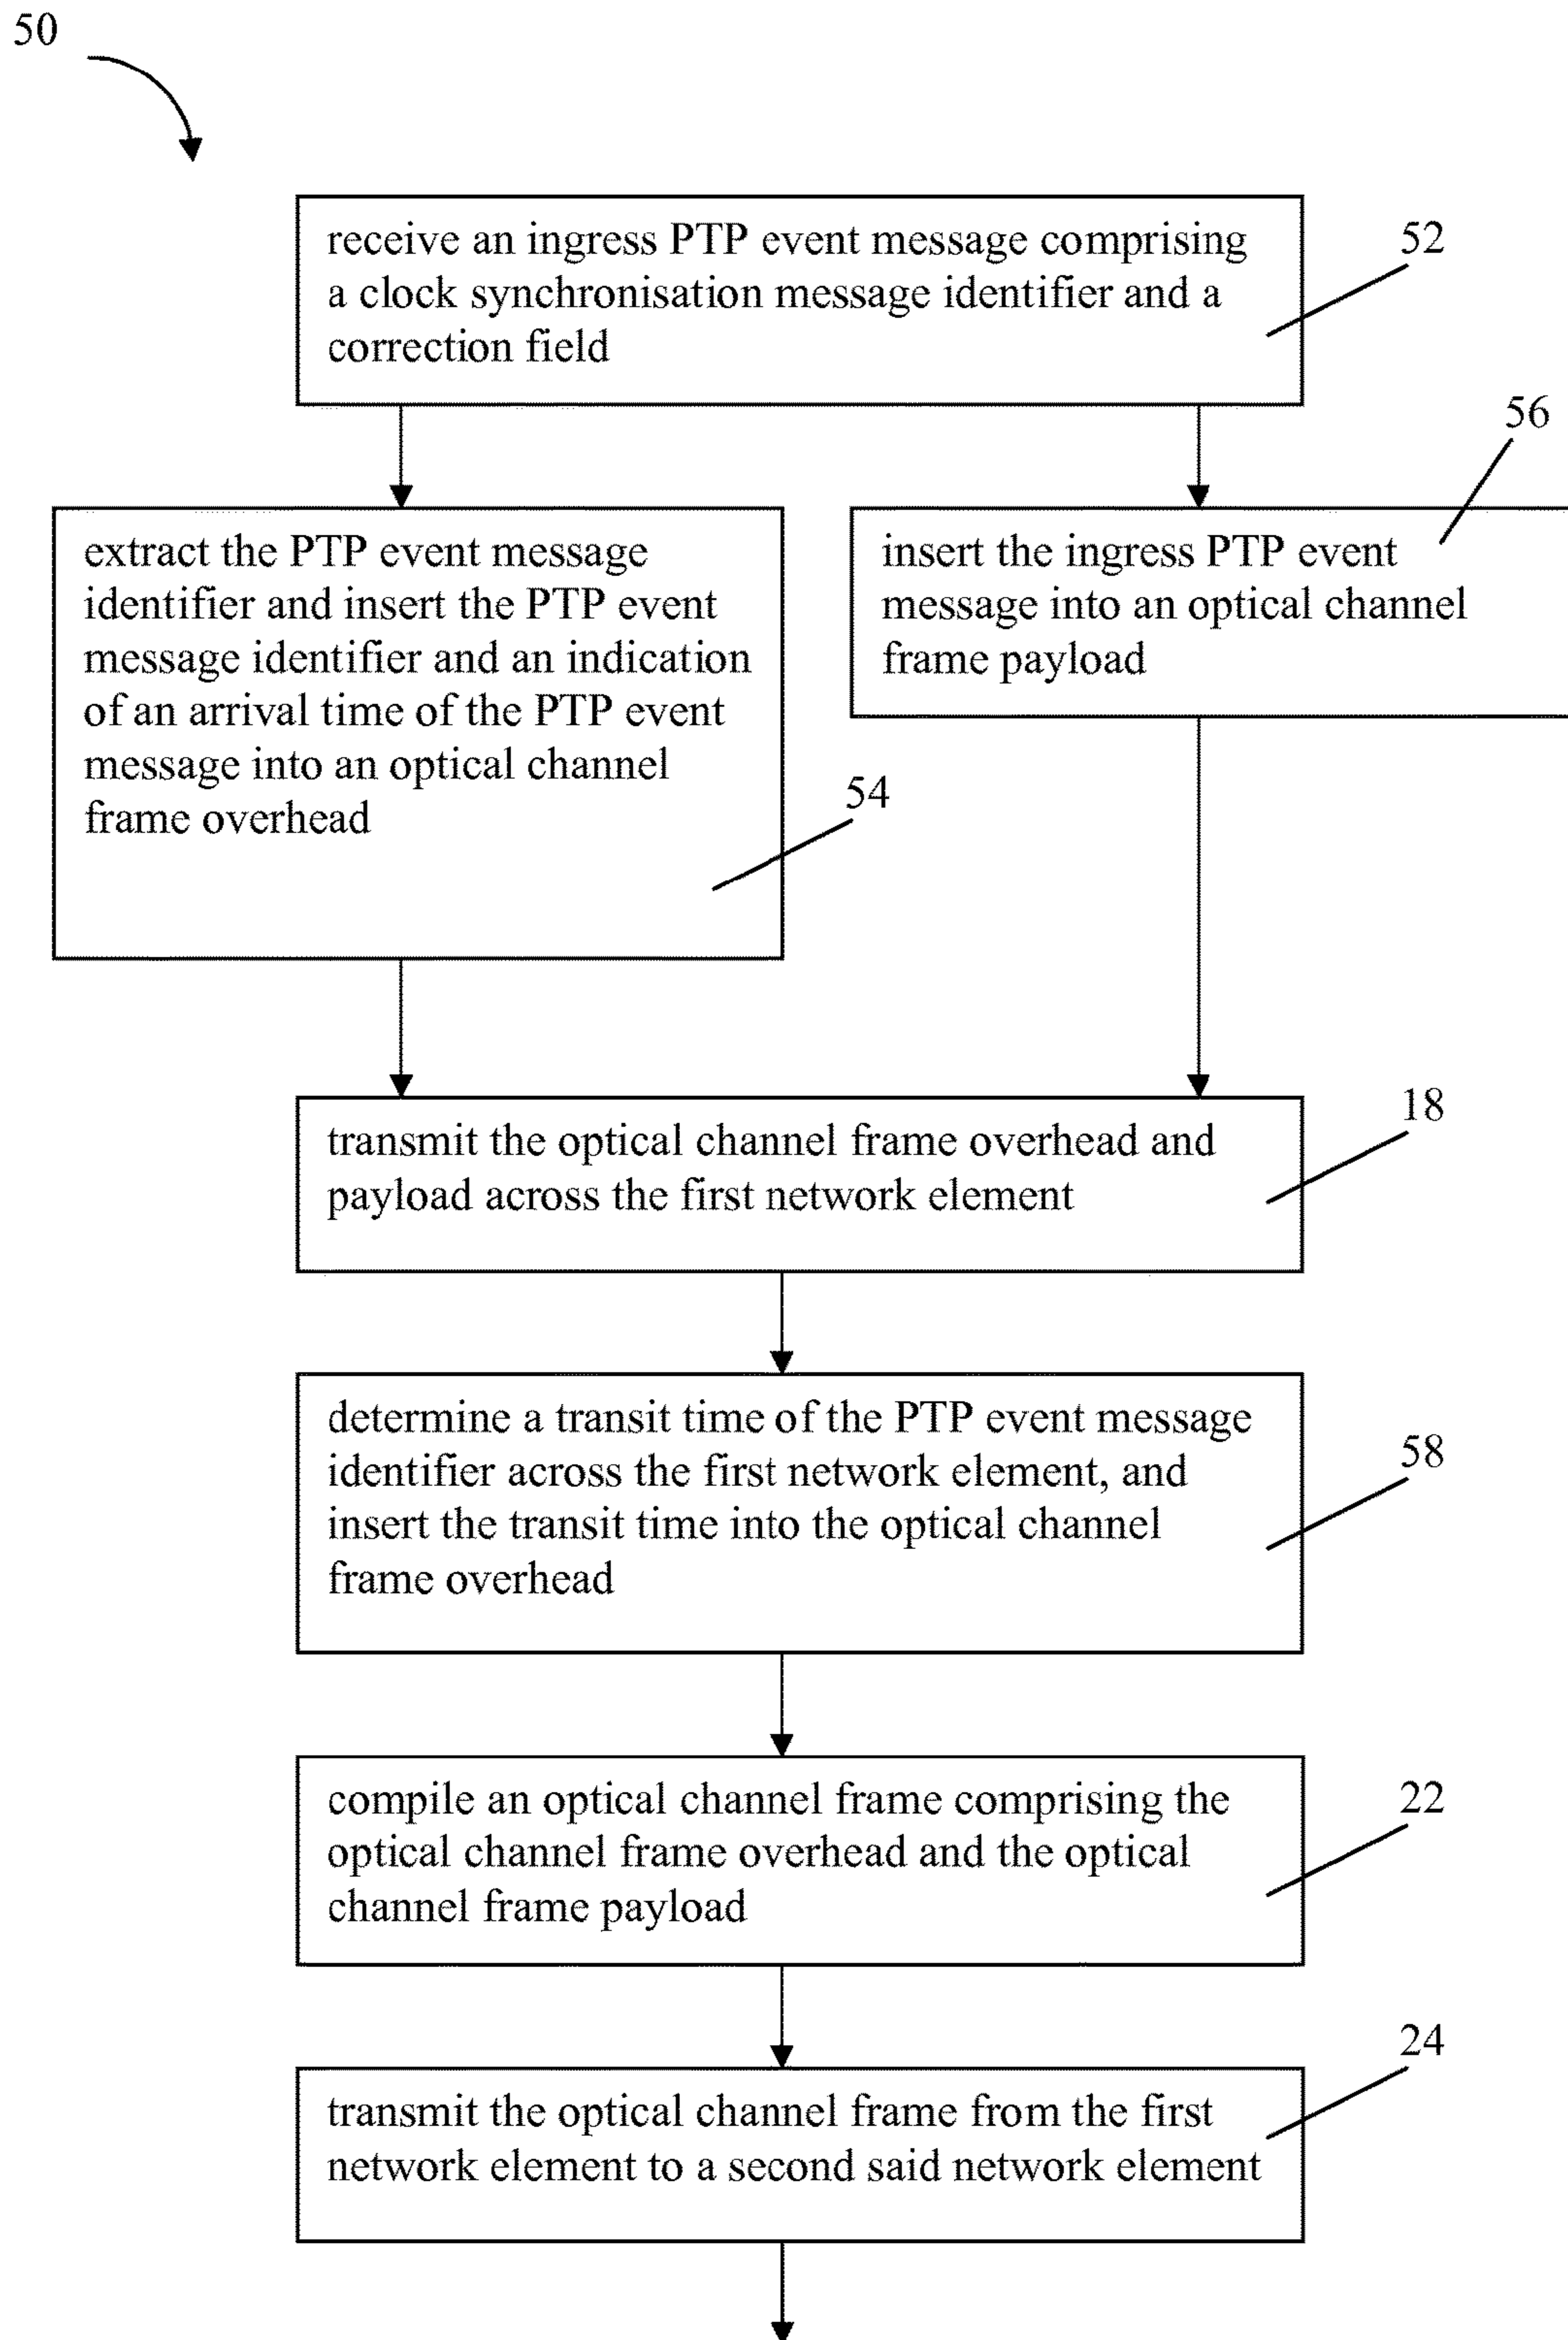 50
receive an ingress PTP event message comprising
a clock synchronisation message identifier and a
correction field
52
56
extract the PTP event message
identifier and insert the PTP event
message identifier and an indication
of an arrival time of the PTP event
message into an optical channel
frame overhead
54
insert the ingress PTP event
message into an optical channel
frame payload
18
transmit the optical channel frame overhead and
payload across the first network element
determine a transit time of the PTP event message
identifier across the first network element, and
insert the transit time into the optical channel
frame overhead
58
compile an optical channel frame comprising the
optical channel frame overhead and the optical
channel frame payload
22
24
transmit the optical channel frame from the first
network element to a second said network element